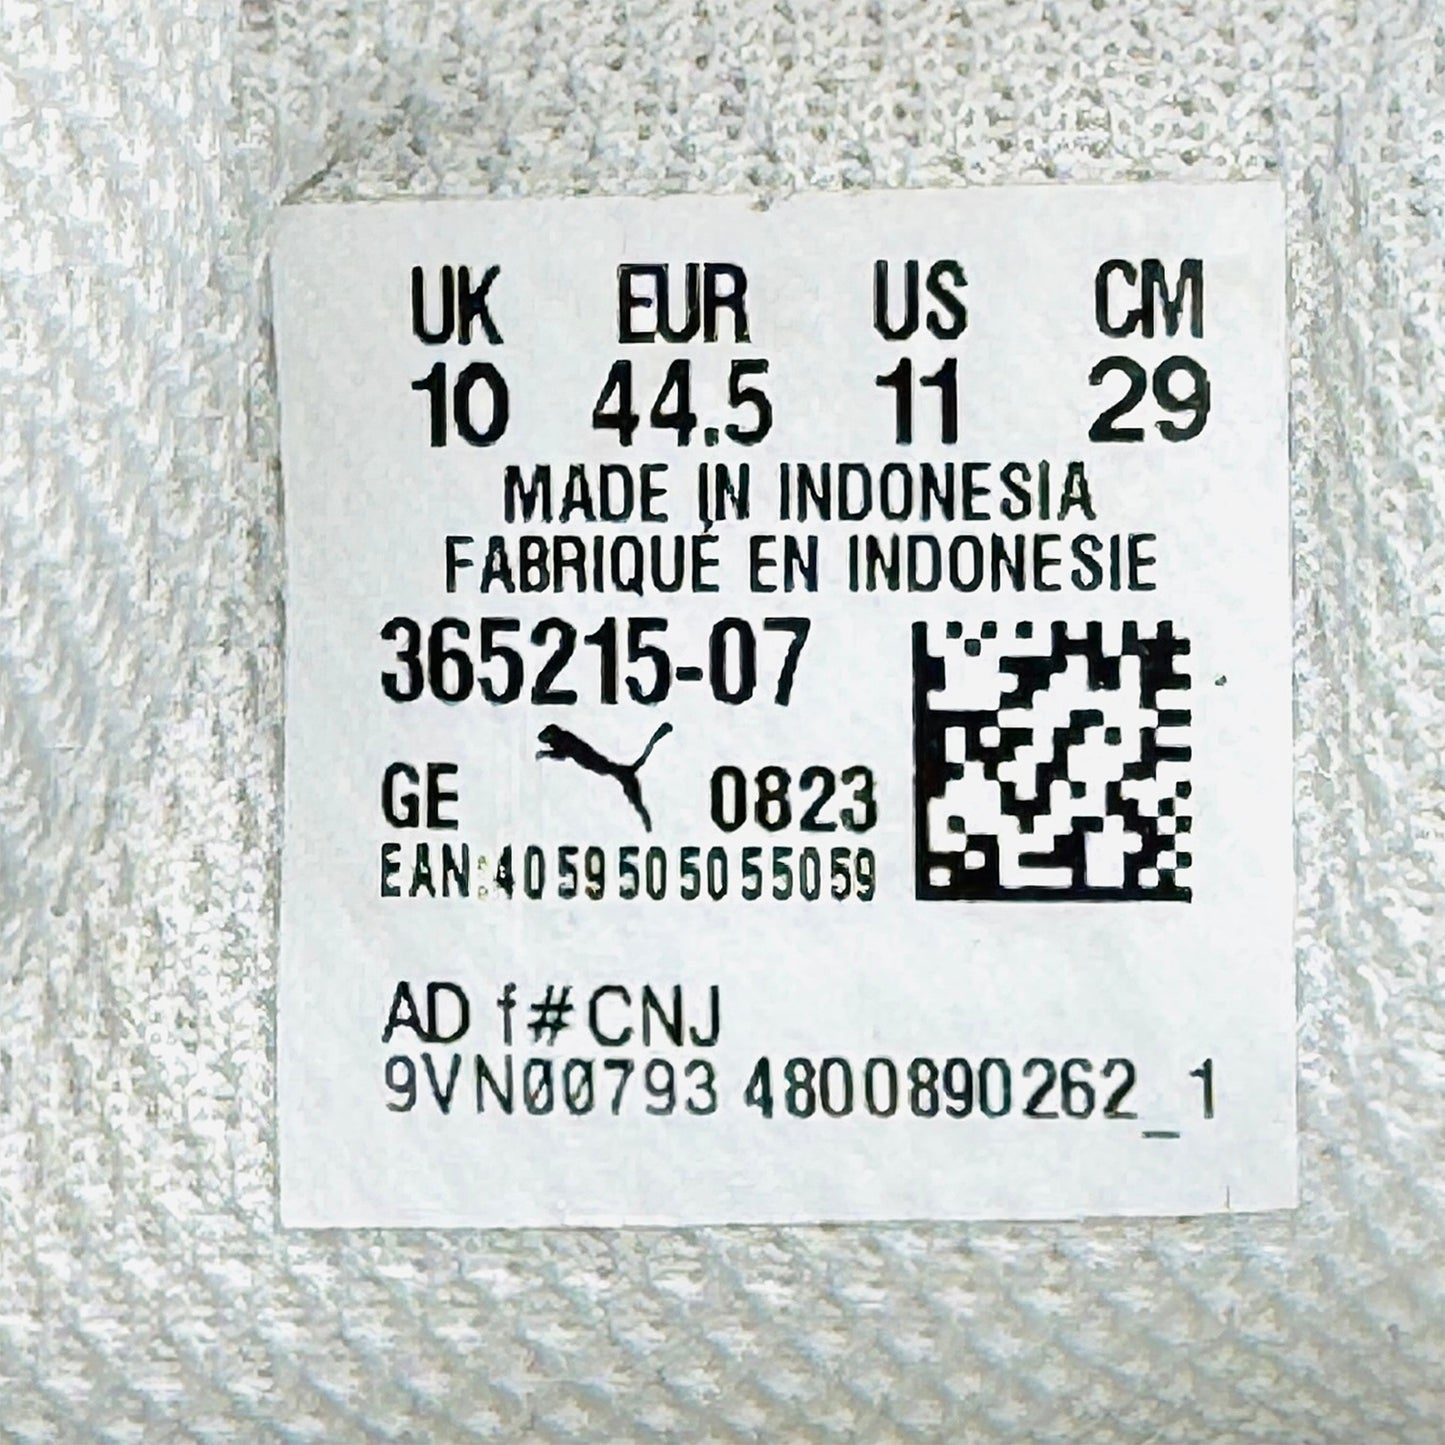 UK EUR US CM
10 44.5 11 29
MADE IN INDONESIA
FABRIQUÉ EN INDONESIE
365215-07
GE 0823
EAN:4059505055059
AD f#CNJ
9VN00793 4800890262_1